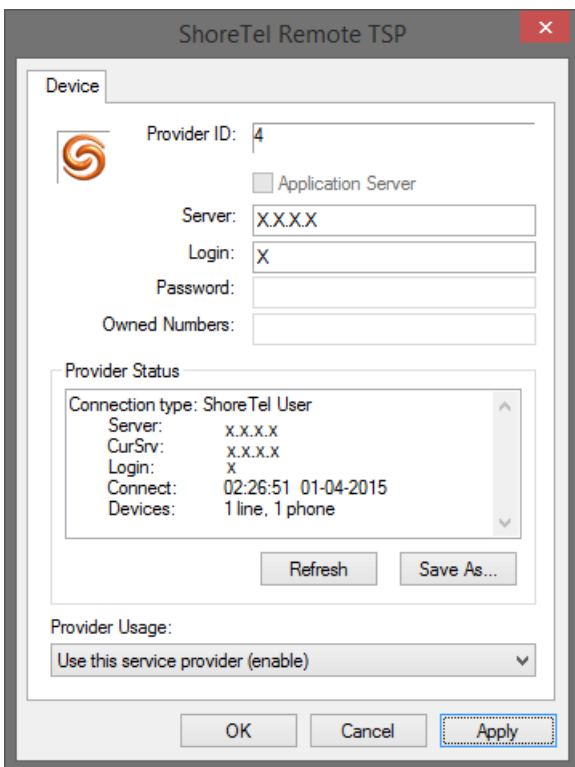 ShoreTel Remote TSP
Device
Provider ID: 4
Application Server
Server: X.X.X.X
Login: X
Password:
Owned Numbers:
Provider Status
Connection type: ShoreTel User
Server: x.x.x.x
CurSrv: x.x.x.x
Login: x
Connect: 02:26:51 01-04-2015
Devices: 1 line, 1 phone
Refresh Save As...
Provider Usage:
Use this service provider (enable)
OK Cancel Apply